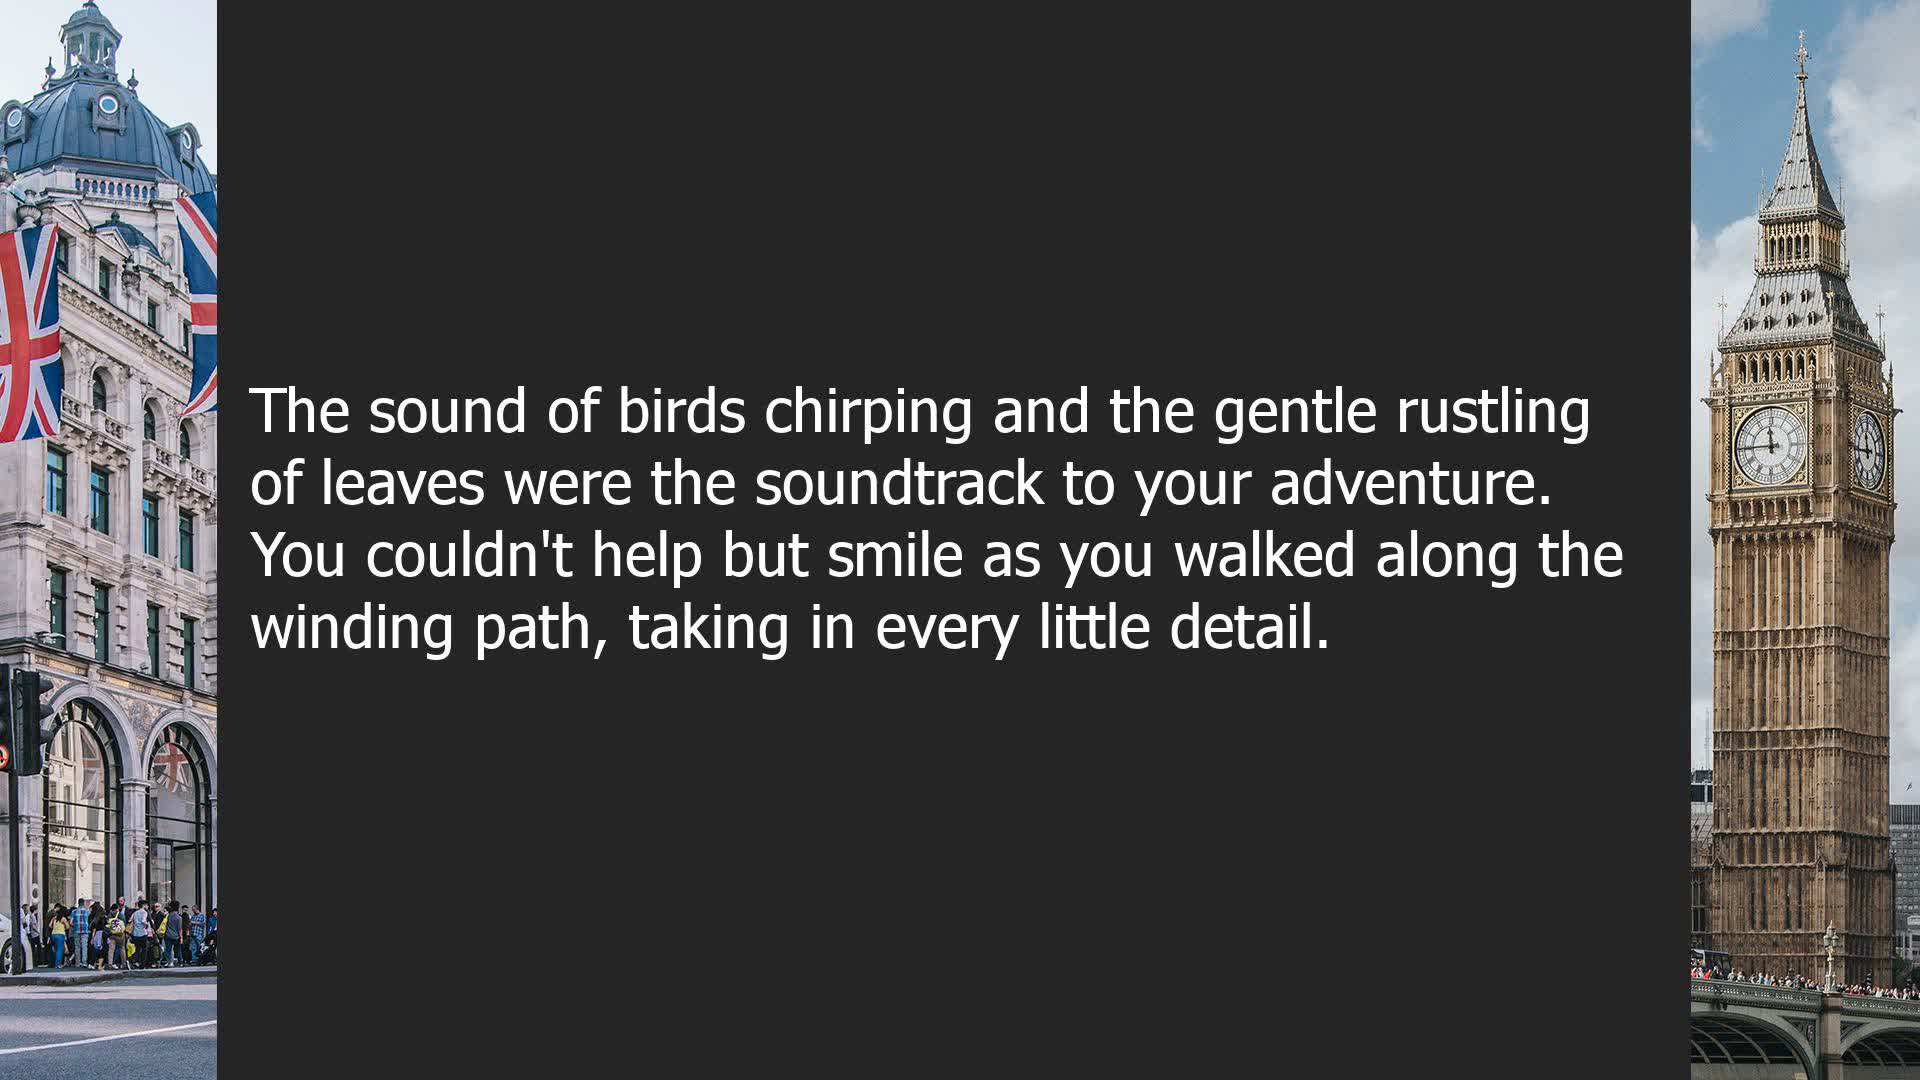 The sound of birds chirping and the gentle rustling
of leaves were the soundtrack to your adventure.
You couldn't help but smile as you walked along the
winding path, taking in every little detail.